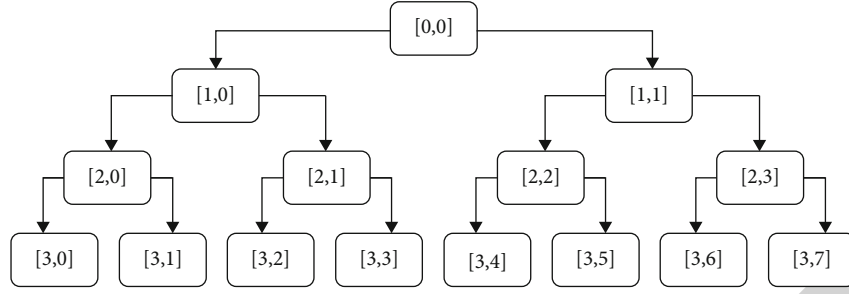 [0,0]
[1,0] [1,1]
[2,0] [2,1] [2,2] [2,3]
[3,0] [3,1] [3,2] [3,3] [3,4] [3,5] [3,6] [3,7]